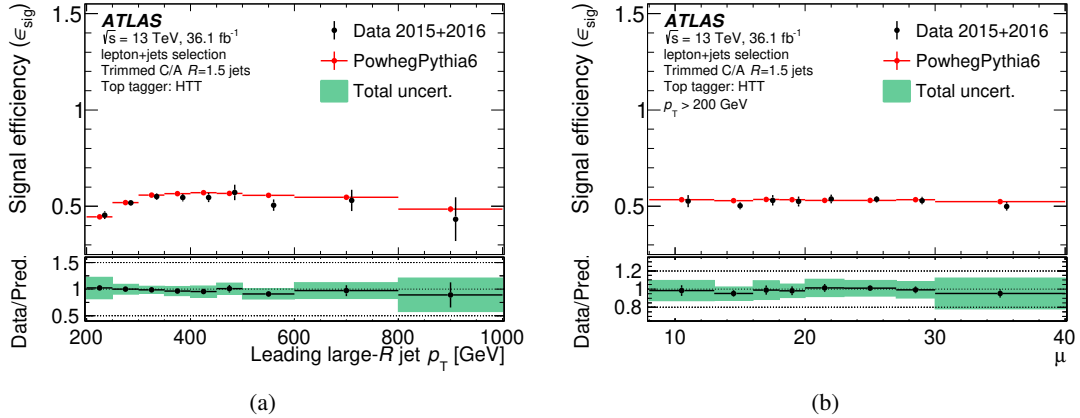 ATLAS
√s = 13 TeV, 36.1 fb⁻¹
lepton+jets selection
Trimmed C/A R=1.5 jets
Top tagger: HTT
Data 2015+2016
PowhegPythia6
Total uncert.
Signal efficiency (ϵsig)
1.5
1
0.5
Data/Pred.
1.5
1
0.5
200 400 600 800 1000
Leading large-R jet pT [GeV]
(a)
ATLAS
√s = 13 TeV, 36.1 fb⁻¹
lepton+jets selection
Trimmed C/A R=1.5 jets
Top tagger: HTT
pT > 200 GeV
Data 2015+2016
PowhegPythia6
Total uncert.
Signal efficiency (ϵsig)
1.5
1
0.5
Data/Pred.
1.2
1
0.8
10 20 30 40
μ
(b)